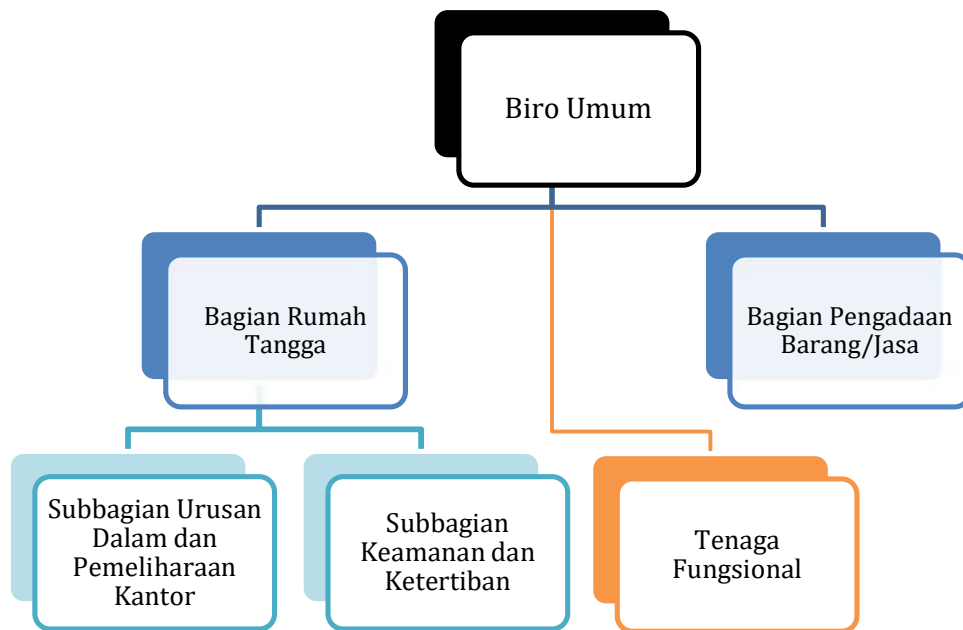 Biro Umum
Bagian Rumah
Tangga
Bagian Pengadaan
Barang/Jasa
Subbagian Urusan
Dalam dan
Pemeliharaan
Kantor
Subbagian
Keamanan dan
Ketertiban
Tenaga
Fungsional